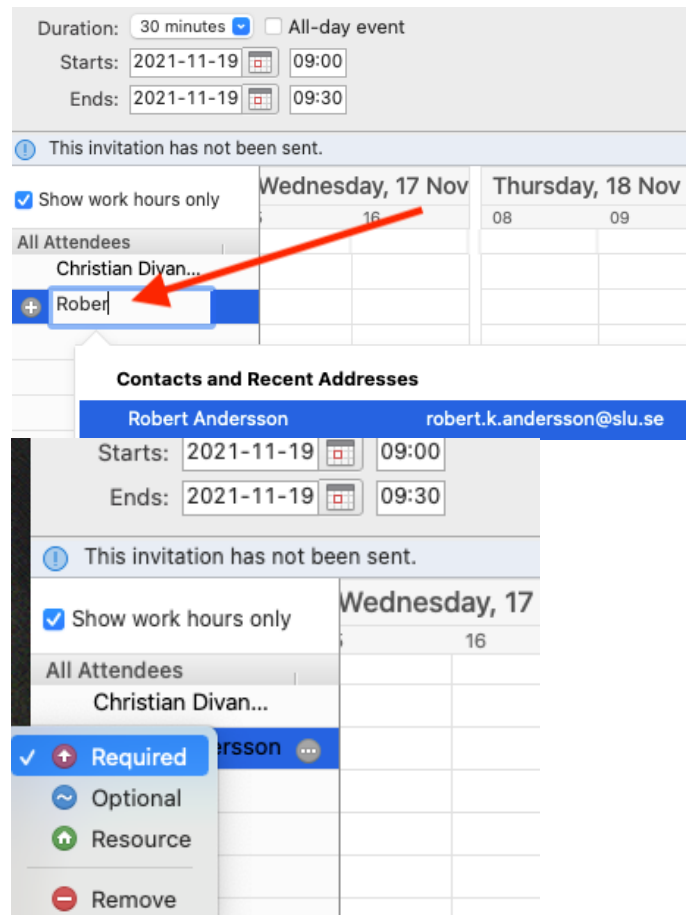 Duration: 30 minutes All-day event
Starts: 2021-11-19 09:00
Ends: 2021-11-19 09:30
This invitation has not been sent.
Show work hours only
Wednesday, 17 Nov Thursday, 18 Nov
16 08 09
All Attendees
Christian Divan...
Rober
Contacts and Recent Addresses
Robert Andersson robert.k.andersson@slu.se
Starts: 2021-11-19 09:00
Ends: 2021-11-19 09:30
This invitation has not been sent.
Show work hours only
Wednesday, 17
16
All Attendees
Christian Divan...
Required ersson
Optional
Resource
Remove